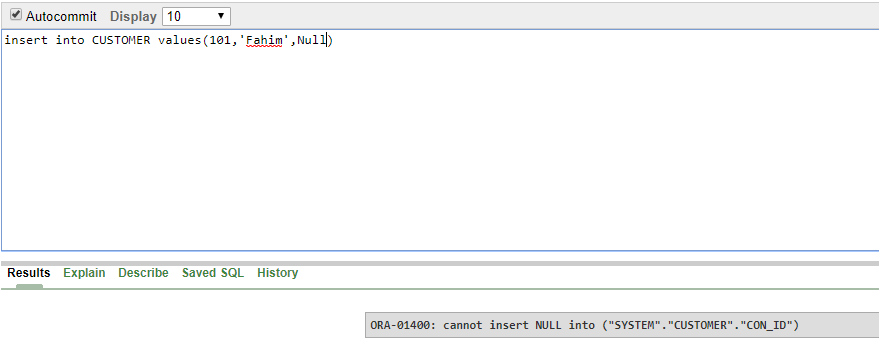 Autocommit Display 10
insert into CUSTOMER values(101,'Fahim',Null)
Results Explain Describe Saved SQL History
ORA-01400: cannot insert NULL into ("SYSTEM"."CUSTOMER"."CON_ID")